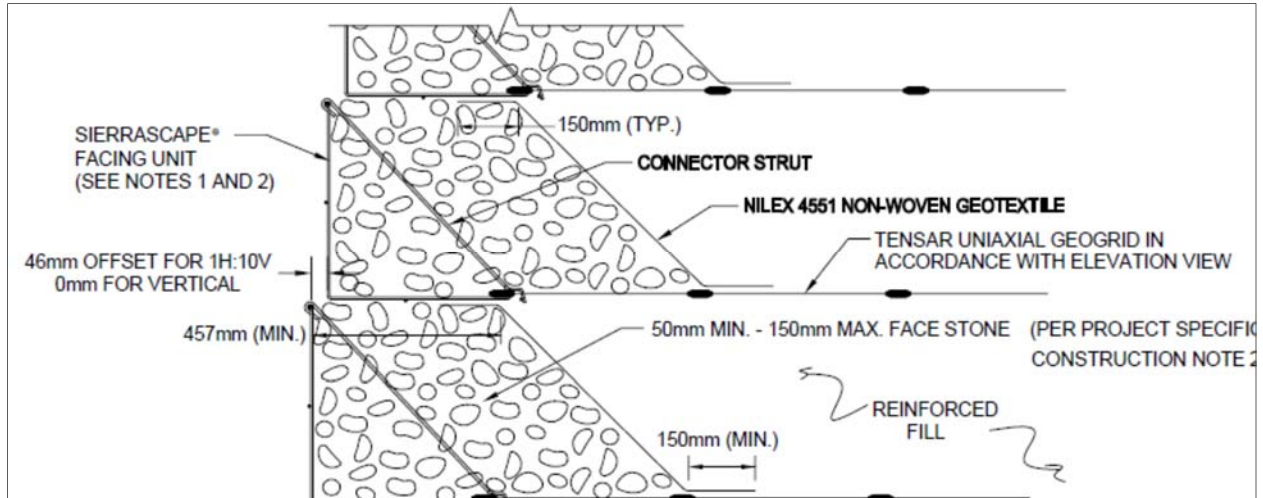 150mm (TYP.)
SIERRASCAPE®
FACING UNIT
(SEE NOTES 1 AND 2)
CONNECTOR STRUT
NILEX 4551 NON-WOVEN GEOTEXTILE
TENSAR UNIAXIAL GEOGRID IN
ACCORDANCE WITH ELEVATION VIEW
46mm OFFSET FOR 1H:10V
0mm FOR VERTICAL
457mm (MIN.)
50mm MIN. - 150mm MAX. FACE STONE (PER PROJECT SPECIFIC
CONSTRUCTION NOTE 2
REINFORCED
FILL
150mm (MIN.)